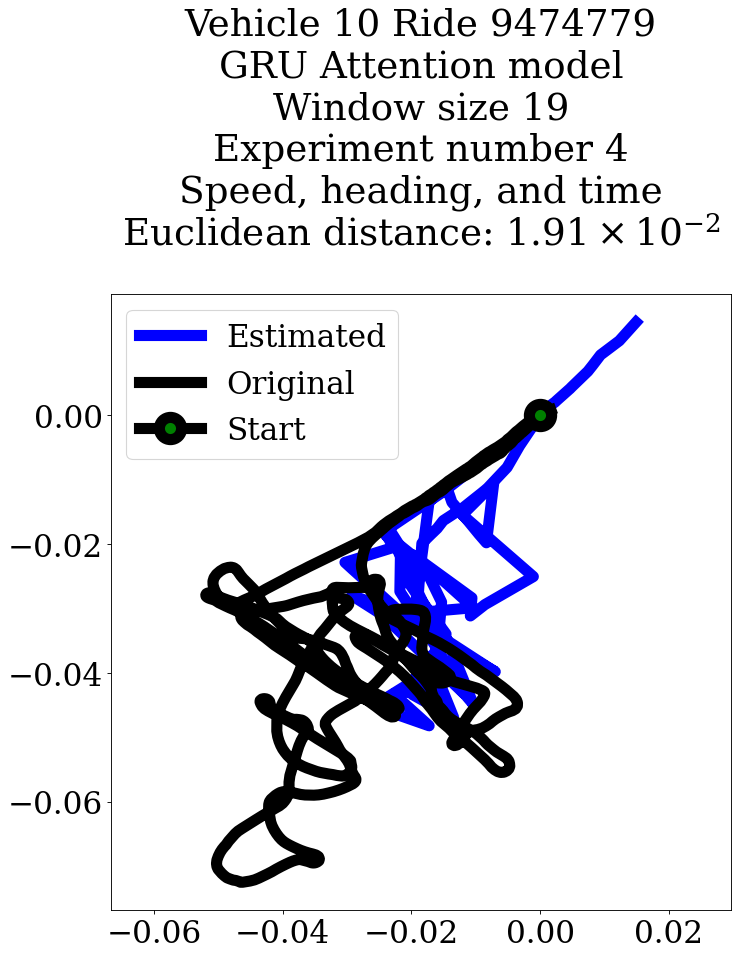 Vehicle 10 Ride 9474779
GRU Attention model
Window size 19
Experiment number 4
Speed, heading, and time
Euclidean distance: 1.91 × 10⁻²
Estimated
Original
Start
0.00
−0.02
−0.04
−0.06
−0.06 −0.04 −0.02 0.00 0.02